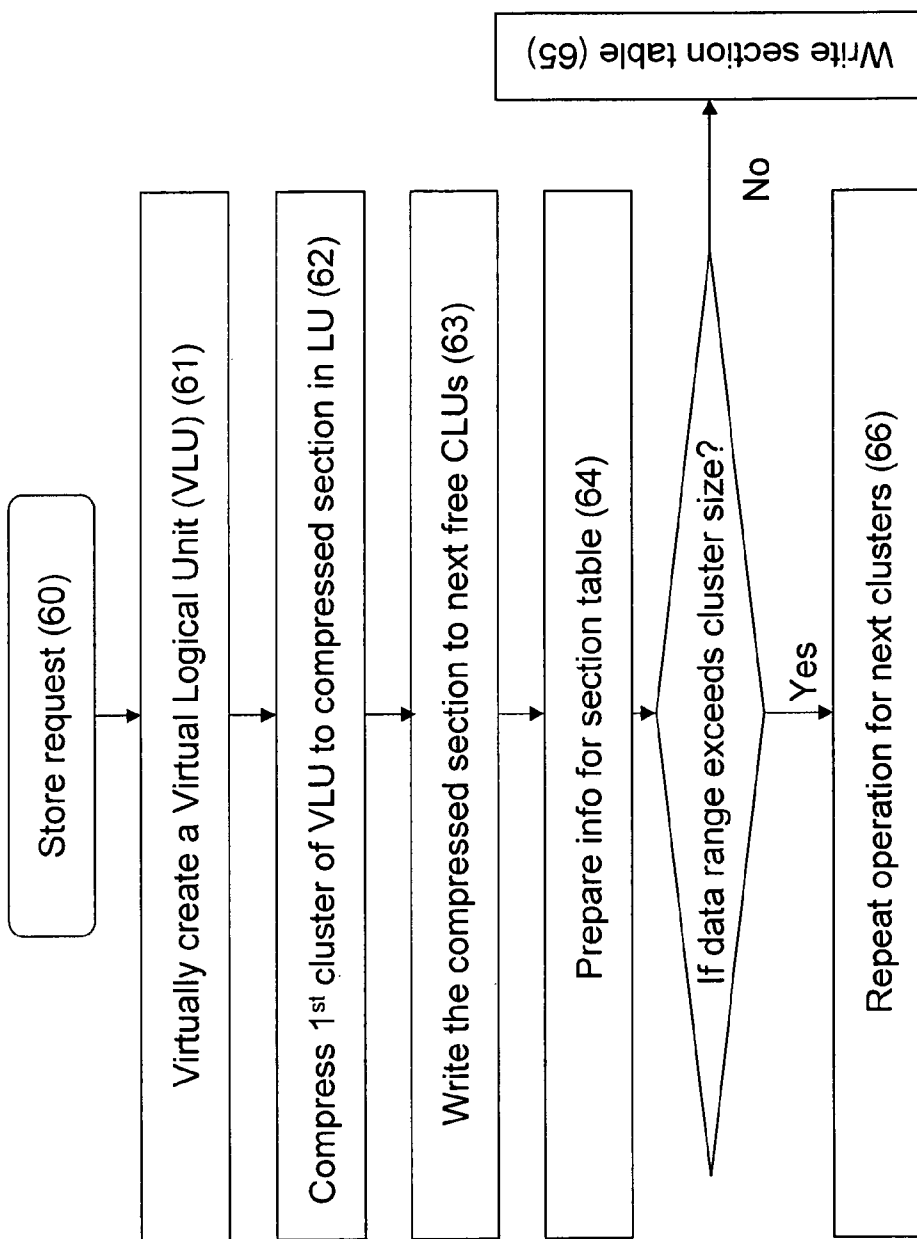 Store request (60)
Virtually create a Virtual Logical Unit (VLU) (61)
Compress 1st cluster of VLU to compressed section in LU (62)
Write the compressed section to next free CLUs (63)
Prepare info for section table (64)
If data range exceeds cluster size?
No
Write section table (65)
Yes
Repeat operation for next clusters (66)